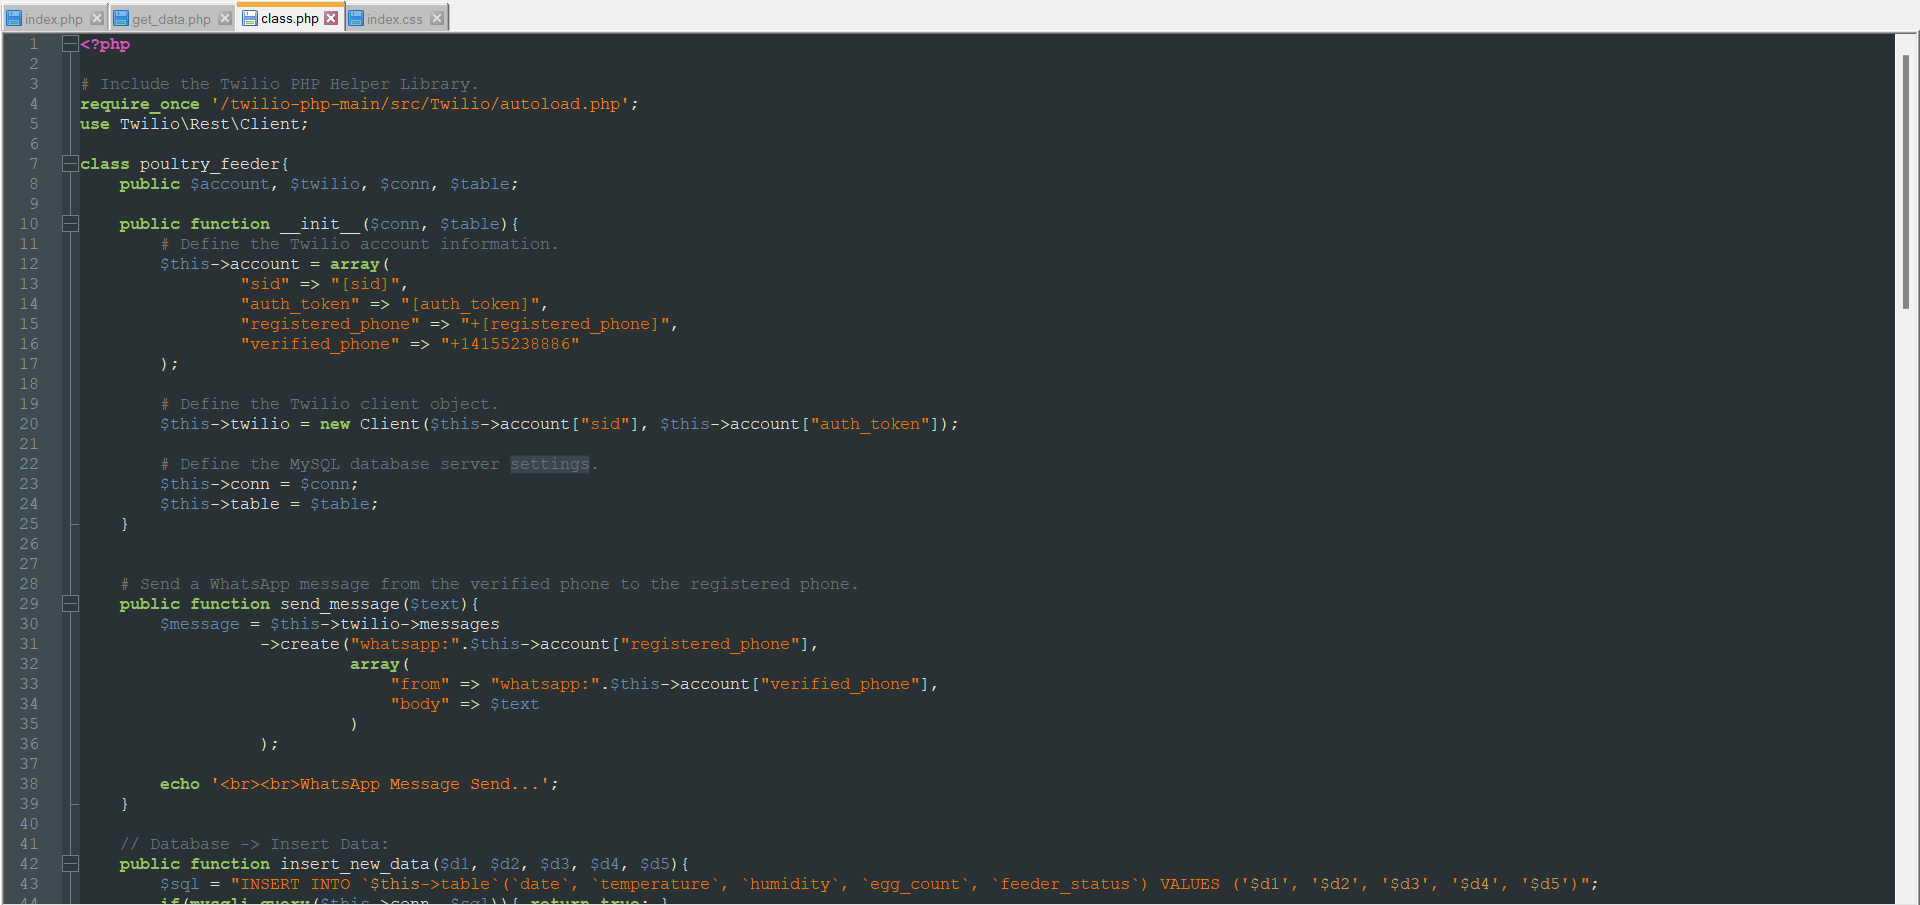 index.php get_data.php class.php index.css
1 <?php
2
3 # Include the Twilio PHP Helper Library.
4 require_once '/twilio-php-main/src/Twilio/autoload.php';
5 use Twilio\Rest\Client;
6
7 class poultry_feeder{
8 public $account, $twilio, $conn, $table;
9
10 public function __init__($conn, $table){
11 # Define the Twilio account information.
12 $this->account = array(
13 "sid" => "[sid]",
14 "auth_token" => "[auth_token]",
15 "registered_phone" => "+[registered_phone]",
16 "verified_phone" => "+14155238886"
17 );
18
19 # Define the Twilio client object.
20 $this->twilio = new Client($this->account["sid"], $this->account["auth_token"]);
21
22 # Define the MySQL database server settings.
23 $this->conn = $conn;
24 $this->table = $table;
25 }
26
27
28 # Send a WhatsApp message from the verified phone to the registered phone.
29 public function send_message($text){
30 $message = $this->twilio->messages
31 ->create("whatsapp:".$this->account["registered_phone"],
32 array(
33 "from" => "whatsapp:".$this->account["verified_phone"],
34 "body" => $text
35 )
36 );
37
38 echo '<br><br>WhatsApp Message Send...';
39 }
40
41 // Database -> Insert Data:
42 public function insert_new_data($d1, $d2, $d3, $d4, $d5){
43 $sql = "INSERT INTO `$this->table`(`date`, `temperature`, `humidity`, `egg_count`, `feeder_status`) VALUES ('$d1', '$d2', '$d3', '$d4', '$d5')";
44 if(mysqli_query($this->conn, $sql)){ return true; }